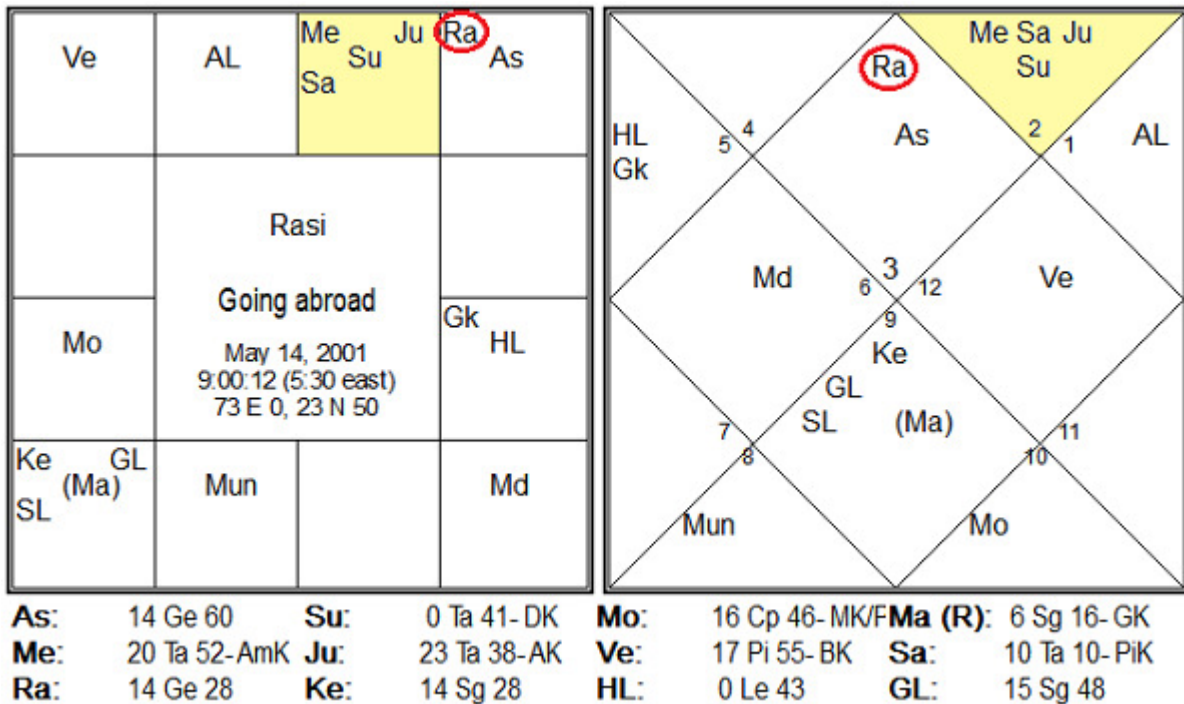 Ve
AL
Me Ju
Su
Sa
Ra
As
Rasi
Going abroad
May 14, 2001
9:00:12 (5:30 east)
73 E 0, 23 N 50
Mo
Gk
HL
Ke GL
(Ma)
SL
Mun
Md
Me Sa Ju
Su
Ra
HL
Gk
5
4
As
2
1
AL
Md
3
6
12
9
Ve
Ke
GL
SL
(Ma)
7
8
11
10
Mun
Mo
As: 14 Ge 60 Su: 0 Ta 41- DK Mo: 16 Cp 46- MK/F Ma (R): 6 Sg 16- GK
Me: 20 Ta 52- AmK Ju: 23 Ta 38- AK Ve: 17 Pi 55- BK Sa: 10 Ta 10- PiK
Ra: 14 Ge 28 Ke: 14 Sg 28 HL: 0 Le 43 GL: 15 Sg 48